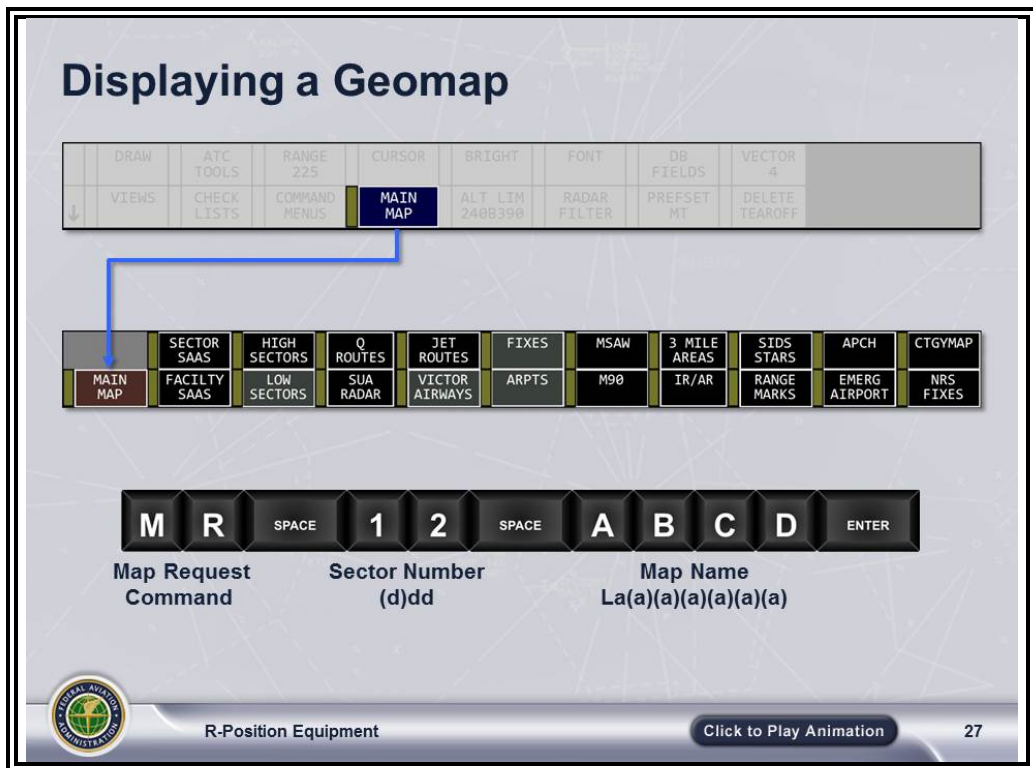 Displaying a Geomap
DRAW ATC RANGE CURSOR BRIGHT FONT DB VECTOR
TOOLS 225 FIELDS 4
VIEWS CHECK COMMAND MAIN ALT LIM RADAR PREFSET DELETE
LISTS MENUS MAP 240B390 FILTER MT TEAROFF
SECTOR HIGH Q JET FIXES MSAW 3 MILE SIDS APCH CTGYMAP
SAAS SECTORS ROUTES ROUTES AREAS STARS
MAIN FACILTY LOW SUA VICTOR ARPTS M90 IR/AR RANGE EMERG NRS
MAP SAAS SECTORS RADAR AIRWAYS MARKS AIRPORT FIXES
M R SPACE 1 2 SPACE A B C D ENTER
Map Request Sector Number Map Name
Command (d)dd La(a)(a)(a)(a)(a)(a)
FEDERAL AVIATION
ADMINISTRATION
R-Position Equipment Click to Play Animation 27